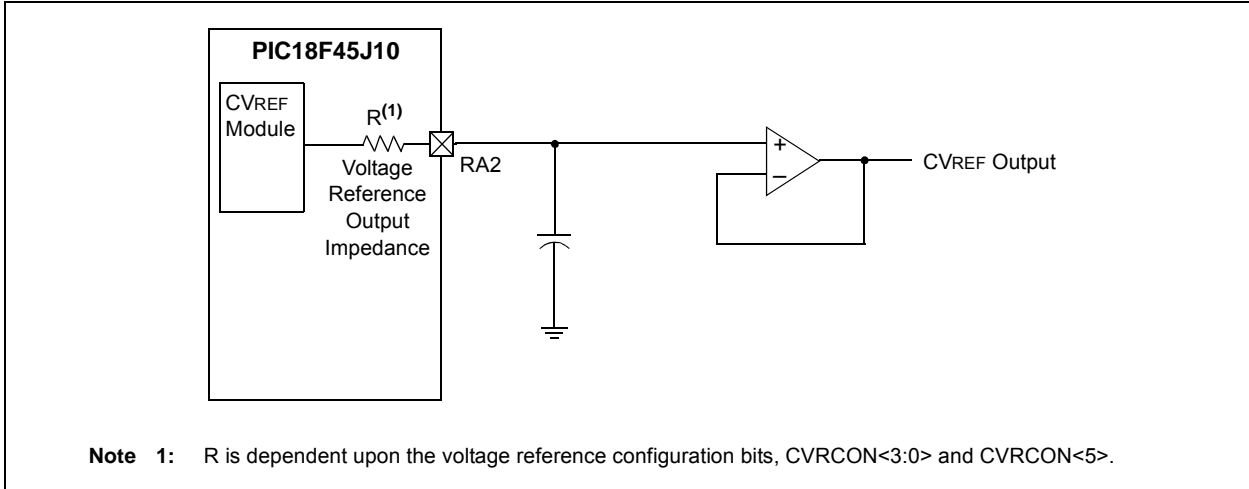 PIC18F45J10
CVREF
Module
R(1)
Voltage
Reference
Output
Impedance
RA2
+
–
CVREF Output
Note 1: R is dependent upon the voltage reference configuration bits, CVRCON<3:0> and CVRCON<5>.